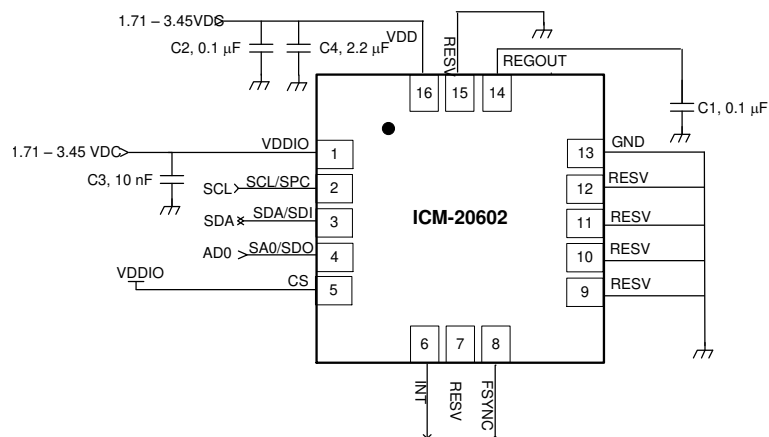 1.71 – 3.45VDC
C2, 0.1 µF
C4, 2.2 µF
VDD
RESV
REGOUT
C1, 0.1 µF
16
15
14
1.71 – 3.45 VDC
C3, 10 nF
VDDIO
1
SCL
SCL/SPC
2
SDA
SDA/SDI
3
AD0
SA0/SDO
4
VDDIO
CS
5
ICM-20602
13
GND
12
RESV
11
RESV
10
RESV
9
RESV
6
7
8
INT
RESV
FSYNC